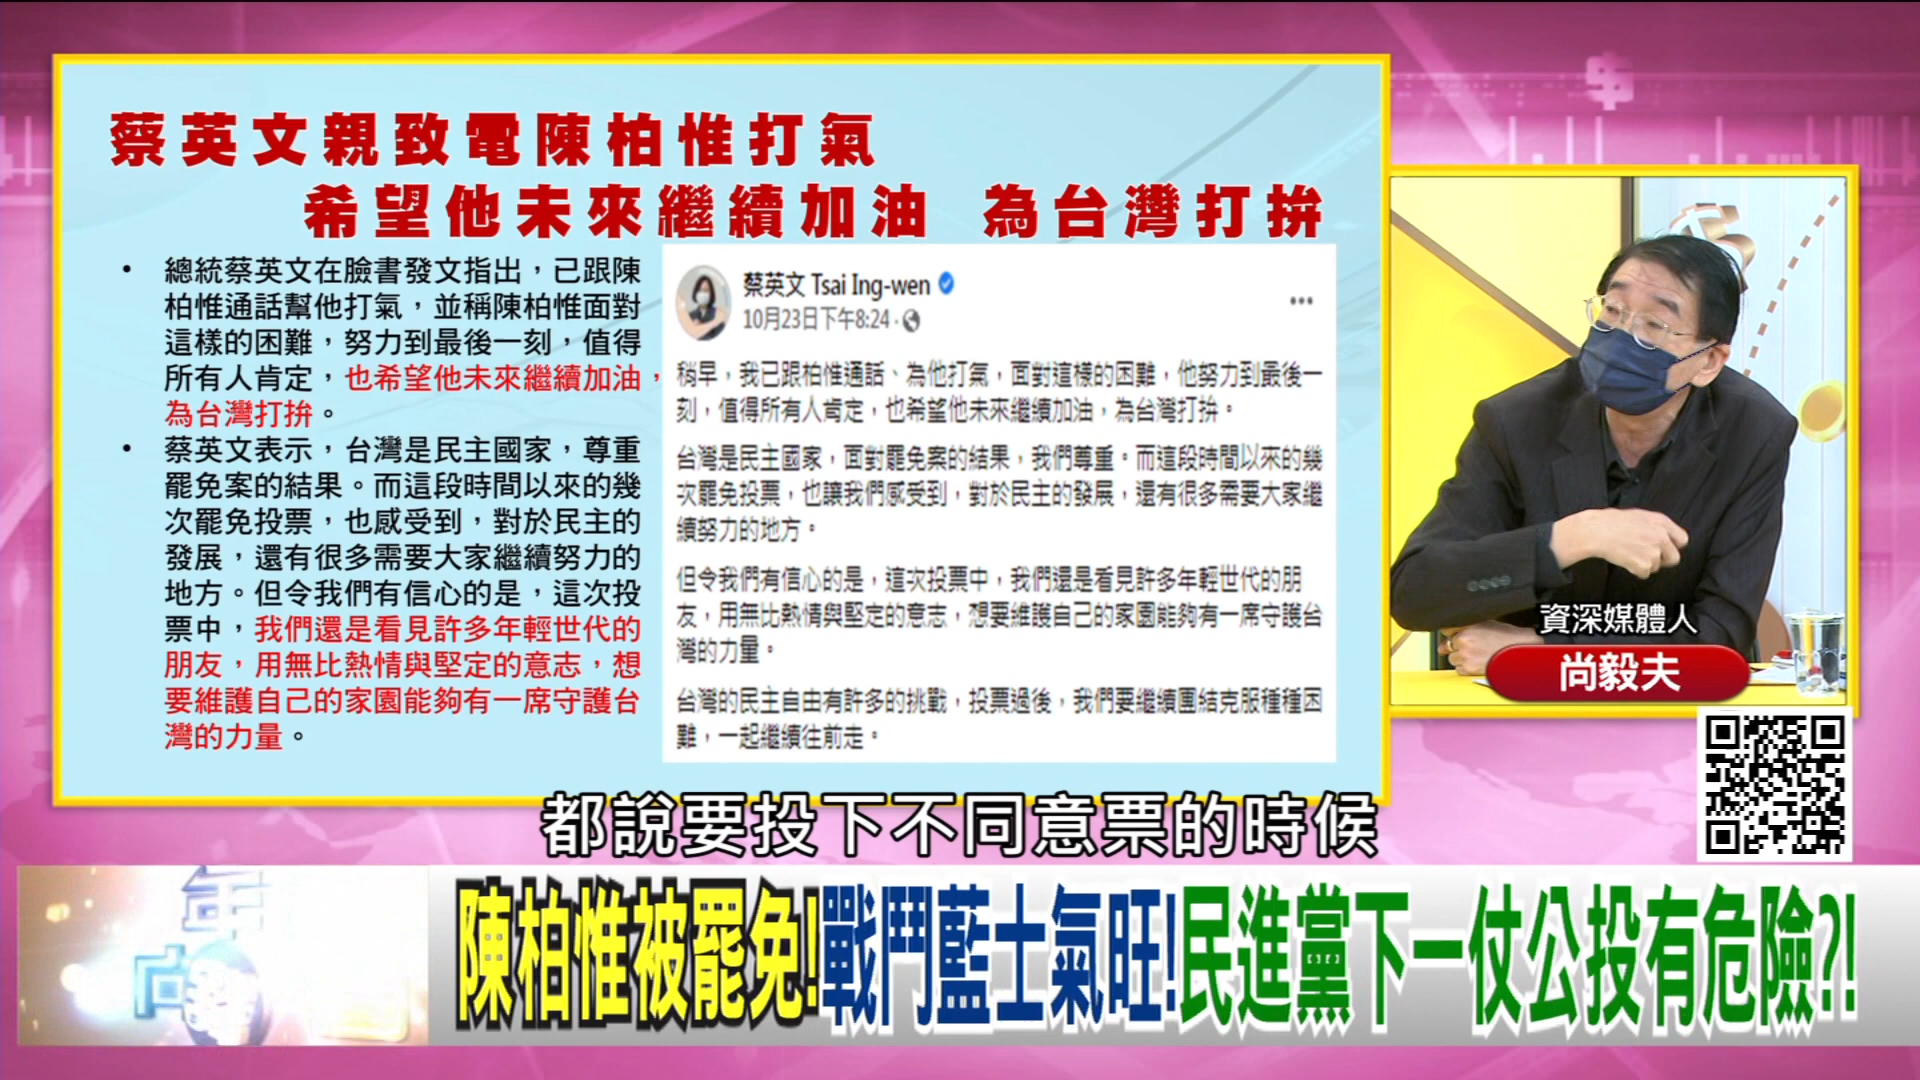 蔡英文親致電陳柏惟打氣
希望他未來繼續加油 為台灣打拚
• 總統蔡英文在臉書發文指出，已跟陳
柏惟通話幫他打氣，並稱陳柏惟面對
這樣的困難，努力到最後一刻，值得
所有人肯定，也希望他未來繼續加油，
為台灣打拚。
• 蔡英文表示，台灣是民主國家，尊重
罷免案的結果。而這段時間以來的幾
次罷免投票，也感受到，對於民主的
發展，還有很多需要大家繼續努力的
地方。但令我們有信心的是，這次投
票中，我們還是看見許多年輕世代的
朋友，用無比熱情與堅定的意志，想
要維護自己的家園能夠有一席守護台
灣的力量。
蔡英文 Tsai Ing-wen
10月23日下午8:24 ·
稍早，我已跟柏惟通話、為他打氣，面對這樣的困難，他努力到最後一
刻，值得所有人肯定，也希望他未來繼續加油，為台灣打拚。
台灣是民主國家，面對罷免案的結果，我們尊重。而這段時間以來的幾
次罷免投票，也讓我們感受到，對於民主的發展，還有很多需要大家繼
續努力的地方。
但令我們有信心的是，這次投票中，我們還是看見許多年輕世代的朋
友，用無比熱情與堅定的意志，想要維護自己的家園能夠有一席守護台
灣的力量。
台灣的民主自由有許多的挑戰，投票過後，我們要繼續團結克服種種困
難，一起繼續往前走。
資深媒體人
尚毅夫
都說要投下不同意票的時候
年
向
陳柏惟被罷免!戰鬥藍士氣旺!民進黨下一仗公投有危險?!